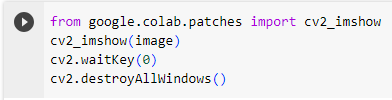 from google.colab.patches import cv2_imshow
cv2_imshow(image)
cv2.waitKey(0)
cv2.destroyAllWindows()